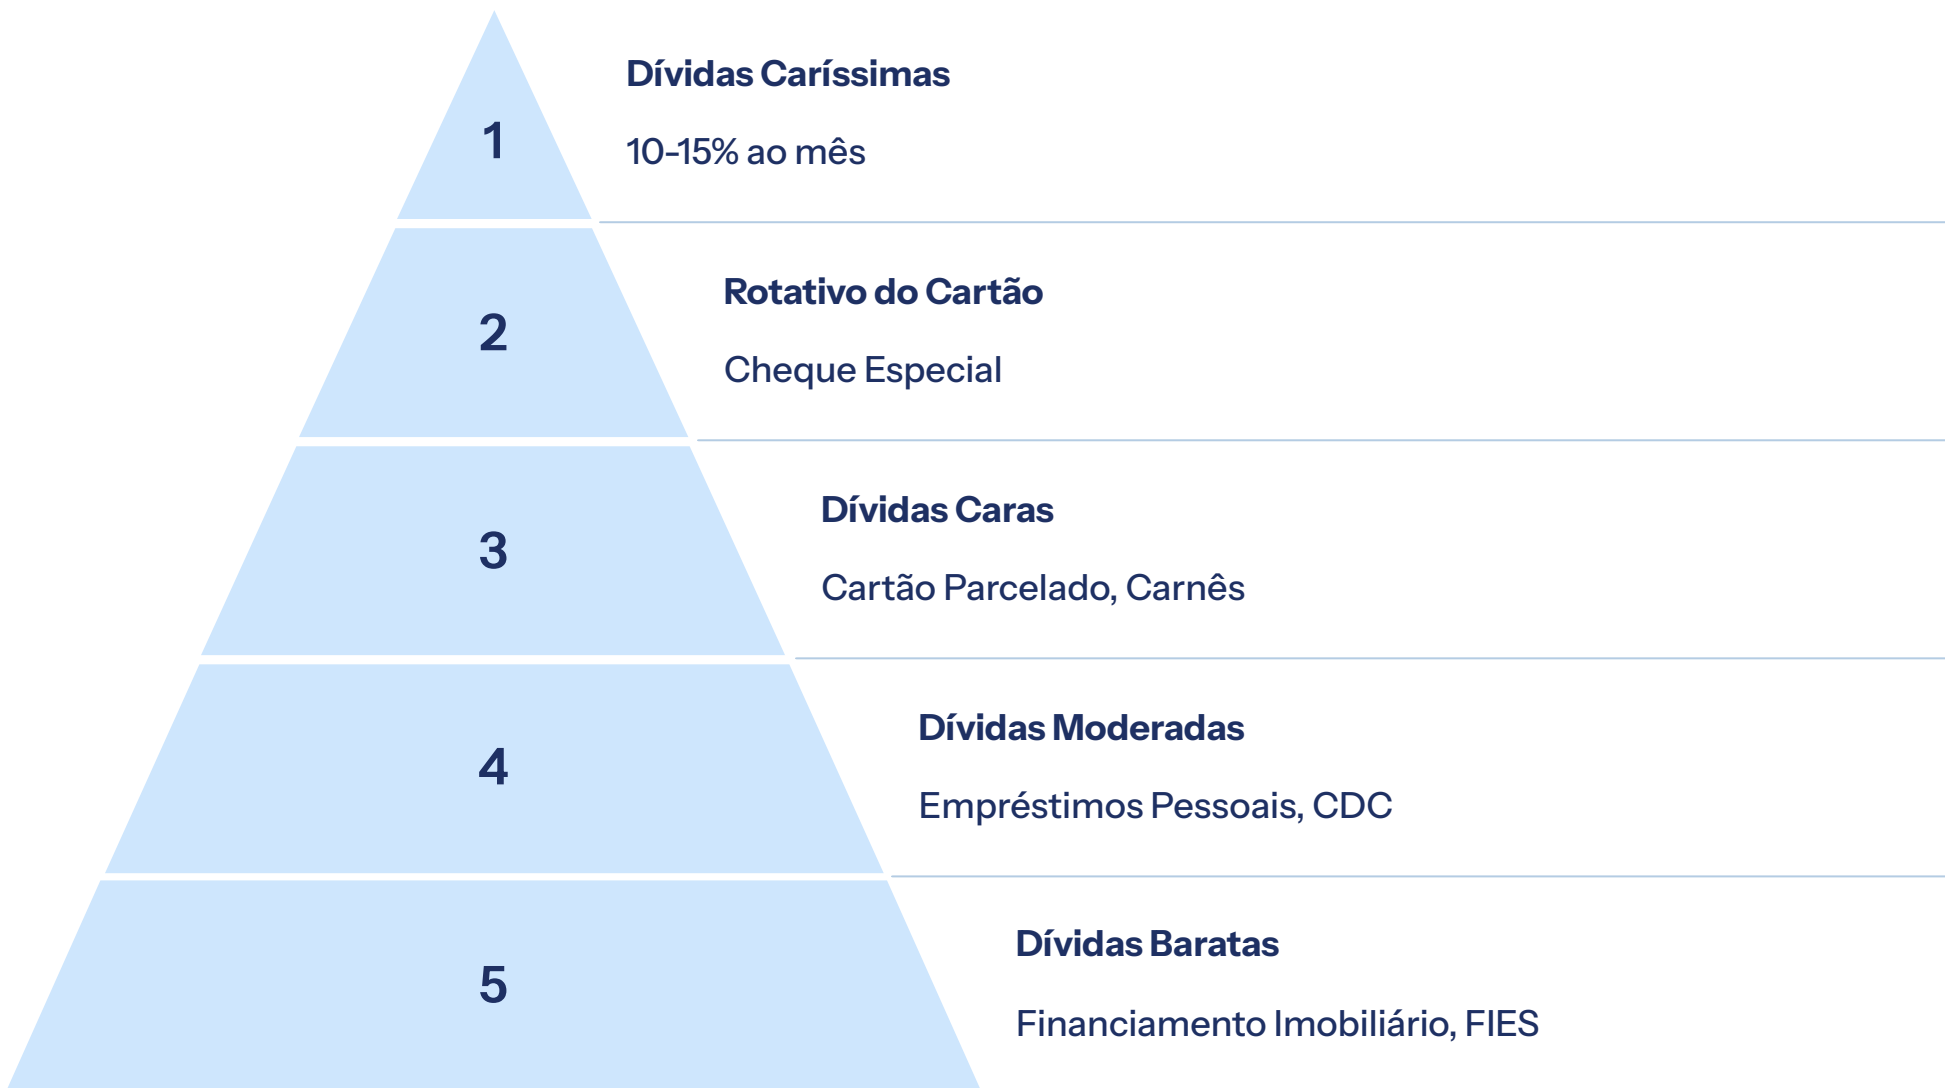 1
Dívidas Caríssimas
10-15% ao mês
2
Rotativo do Cartão
Cheque Especial
3
Dívidas Caras
Cartão Parcelado, Carnês
4
Dívidas Moderadas
Empréstimos Pessoais, CDC
5
Dívidas Baratas
Financiamento Imobiliário, FIES